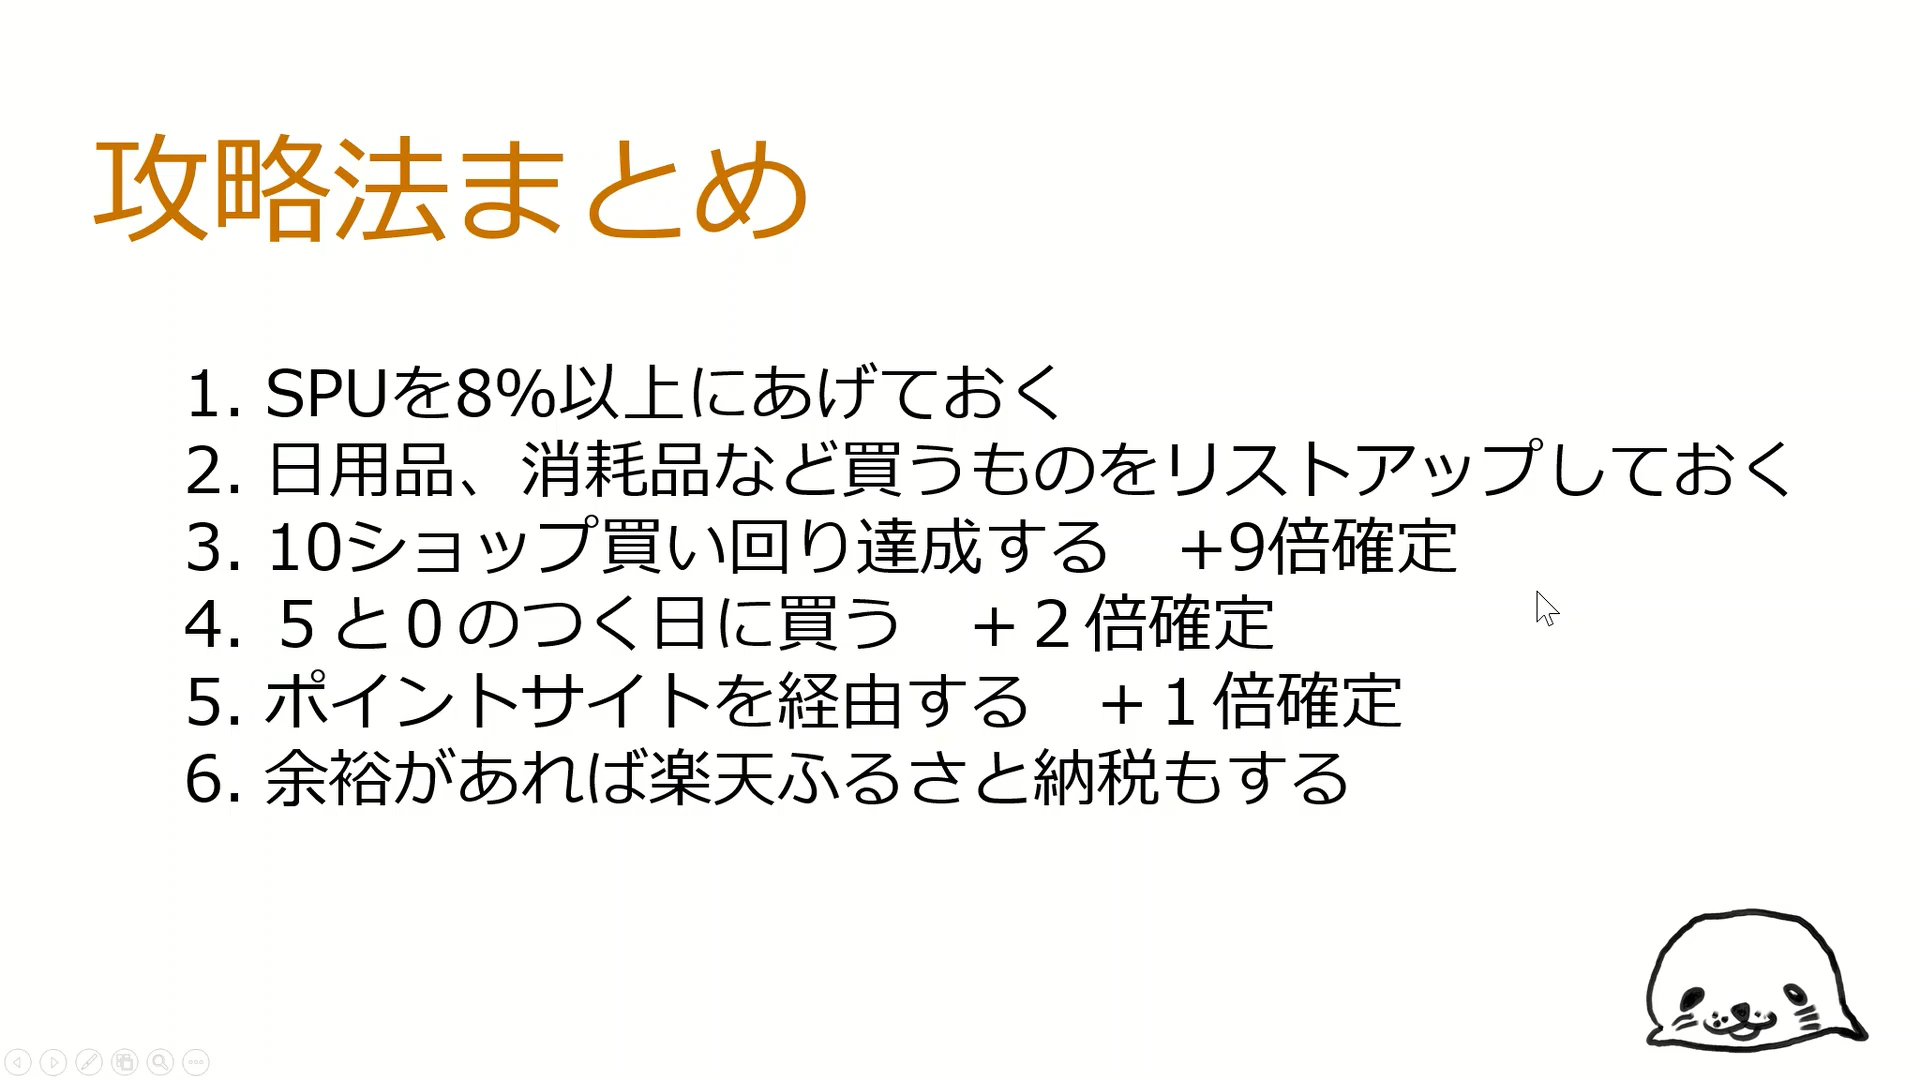 攻略法まとめ
1. SPUを8%以上にあげておく
2. 日用品、消耗品など買うものをリストアップしておく
3. 10ショップ買い回り達成する　+9倍確定
4. ５と０のつく日に買う　＋２倍確定
5. ポイントサイトを経由する　＋１倍確定
6. 余裕があれば楽天ふるさと納税もする